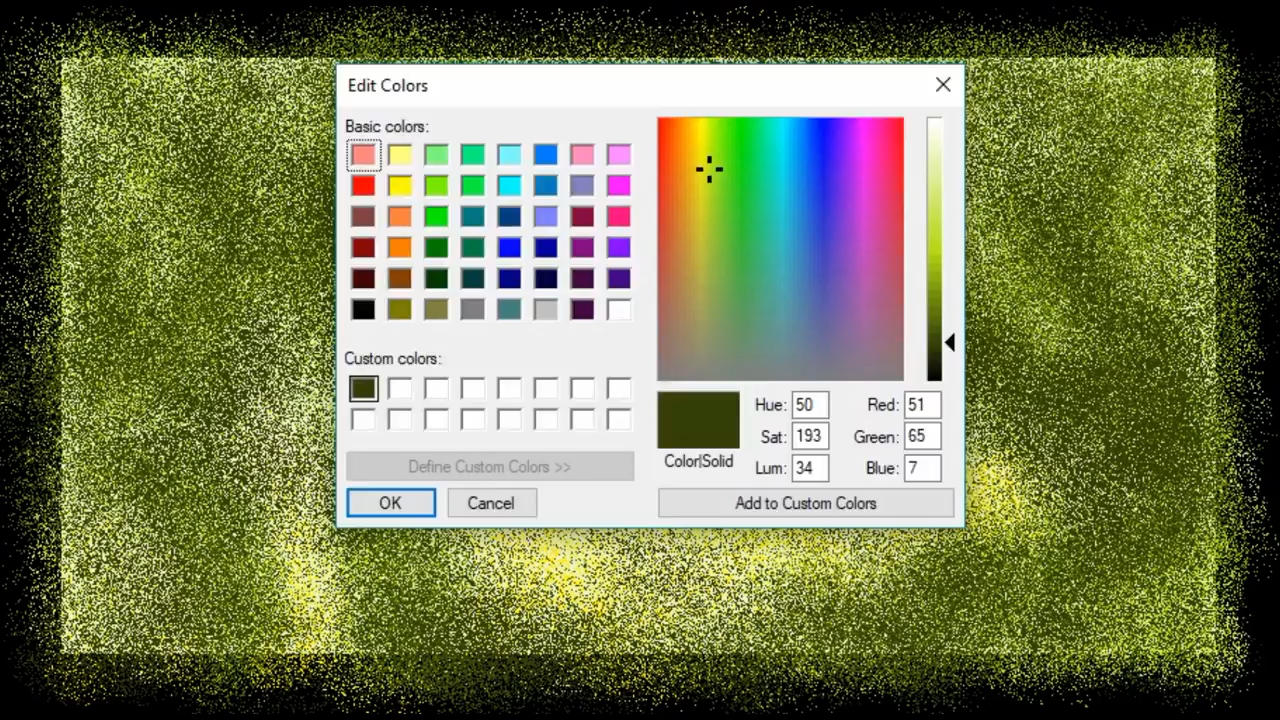 Edit Colors
Basic colors:
Custom colors:
Define Custom Colors >>
OK
Cancel
Color|Solid
Hue: 50
Sat: 193
Lum: 34
Red: 51
Green: 65
Blue: 7
Add to Custom Colors